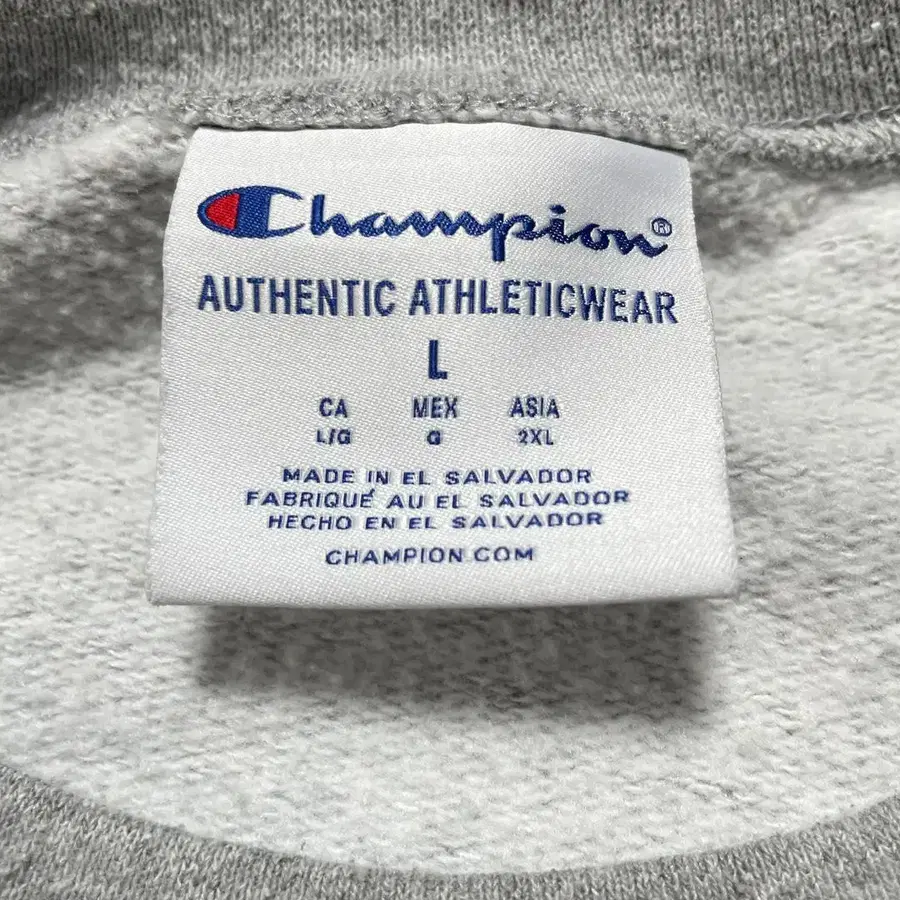 Champion®
AUTHENTIC ATHLETICWEAR
L
CA MEX ASIA
L/G G 2XL
MADE IN EL SALVADOR
FABRIQUÉ AU EL SALVADOR
HECHO EN EL SALVADOR
CHAMPION.COM